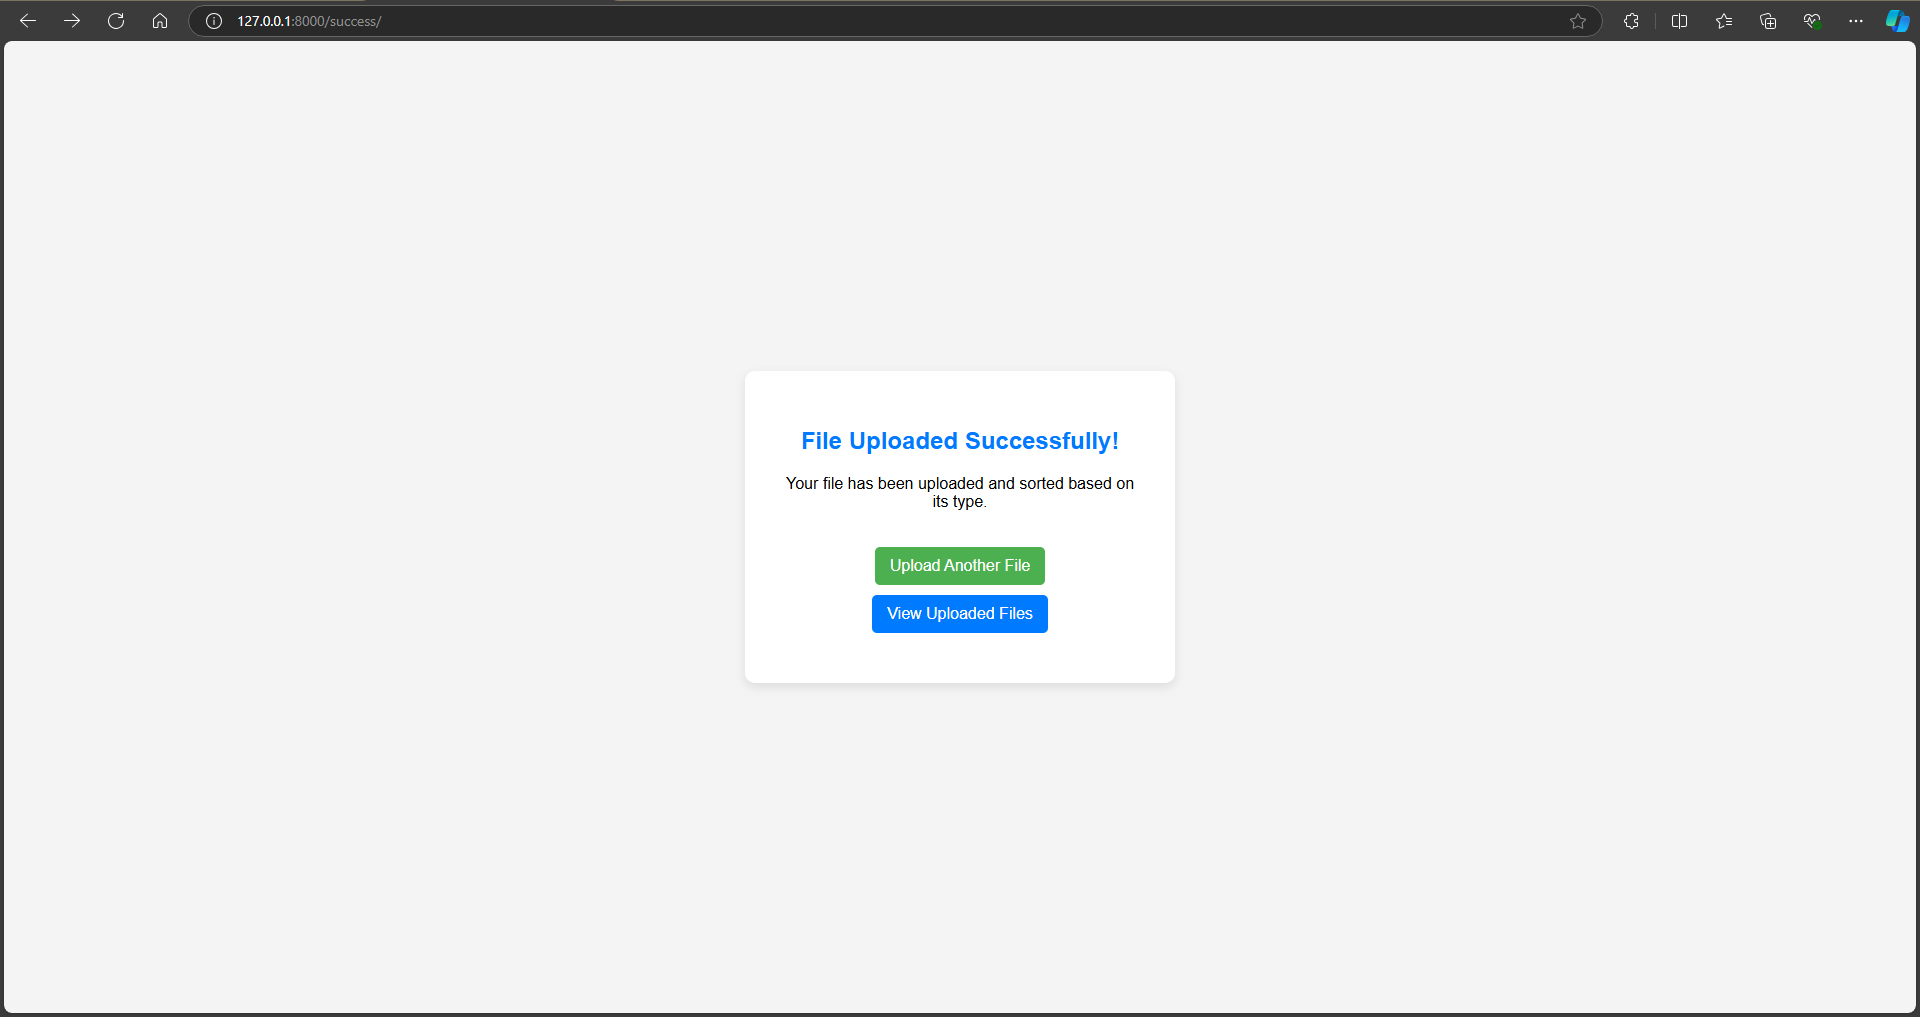 127.0.0.1:8000/success/
File Uploaded Successfully!
Your file has been uploaded and sorted based on
its type.
Upload Another File
View Uploaded Files